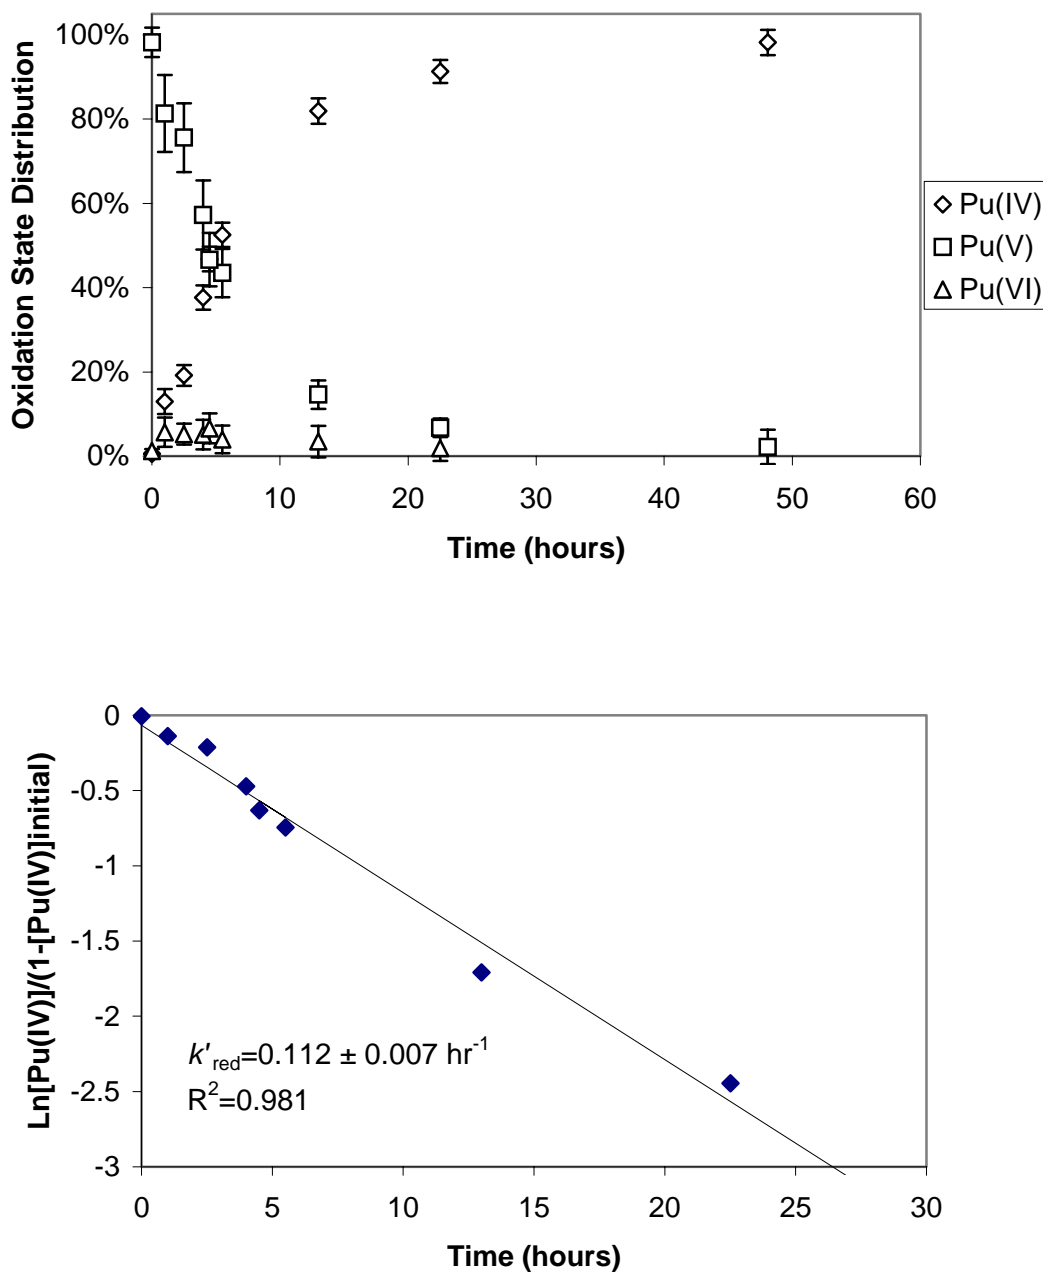 Oxidation State Distribution
100%
80%
60%
40%
20%
0%
0 10 20 30 40 50 60
Time (hours)
Pu(IV)
Pu(V)
Pu(VI)
Ln[Pu(IV)]/(1-[Pu(IV)]initial)
0
-0.5
-1
-1.5
-2
-2.5
-3
k'red=0.112 ± 0.007 hr-1
R2=0.981
0 5 10 15 20 25 30
Time (hours)